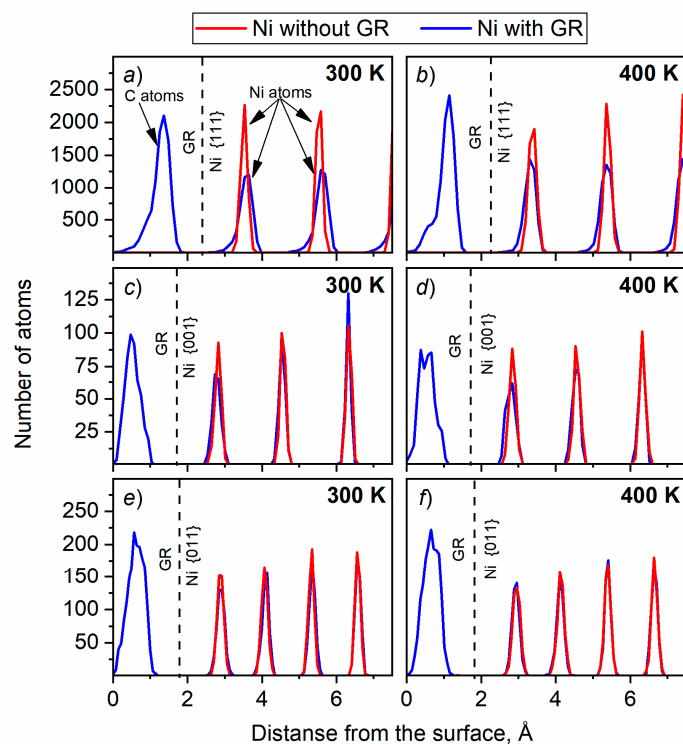 Ni without GR Ni with GR
a) 300 K
C atoms
Ni atoms
GR
Ni {111}
b) 400 K
GR
Ni {111}
2500
2000
1500
1000
500
c) 300 K
GR
Ni {001}
d) 400 K
GR
Ni {001}
125
100
75
50
25
e) 300 K
GR
Ni {011}
f) 400 K
GR
Ni {011}
250
200
150
100
50
Number of atoms
0 2 4 6 0 2 4 6
Distanse from the surface, Å